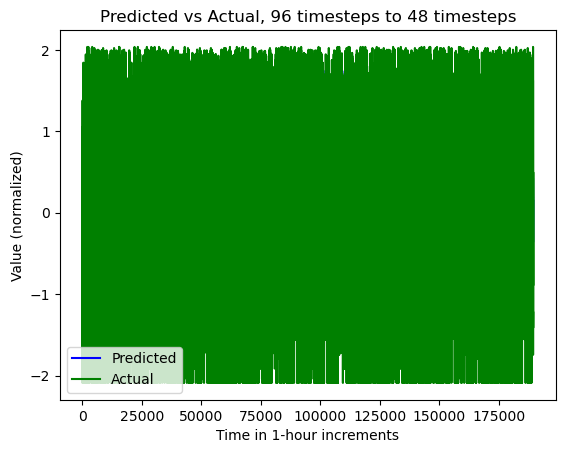 Predicted vs Actual, 96 timesteps to 48 timesteps
Value (normalized)
2
1
0
−1
−2
Predicted
Actual
0 25000 50000 75000 100000 125000 150000 175000
Time in 1-hour increments